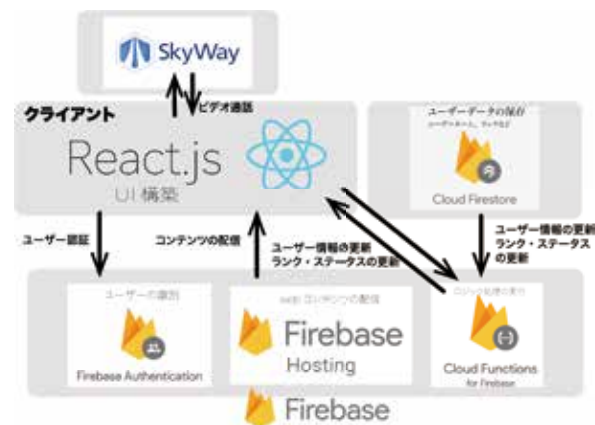 SkyWay
ビデオ通話
クライアント
React.js
UI 構築
ユーザーデータの保存
Cloud Firestore
ユーザー認証
コンテンツの配信
ユーザー情報の更新
ランク・ステータスの更新
ユーザー情報の更新
ランク・ステータス
の更新
ユーザーの識別
Firebase Authentication
web コンテンツの配信
Firebase
Hosting
ロジック処理の実行
Cloud Functions
for Firebase
Firebase